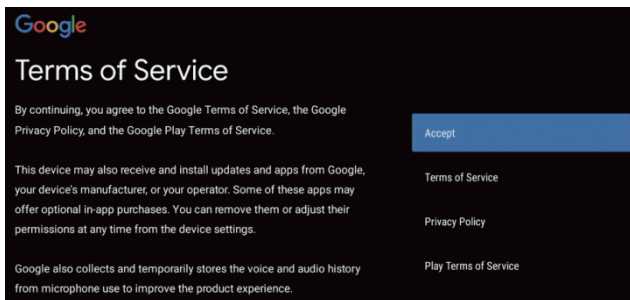 Google
Terms of Service
By continuing, you agree to the Google Terms of Service, the Google
Privacy Policy, and the Google Play Terms of Service.
This device may also receive and install updates and apps from Google,
your device's manufacturer, or your operator. Some of these apps may
offer optional in-app purchases. You can remove them or adjust their
permissions at any time from the device settings.
Google also collects and temporarily stores the voice and audio history
from microphone use to improve the product experience.
Accept
Terms of Service
Privacy Policy
Play Terms of Service